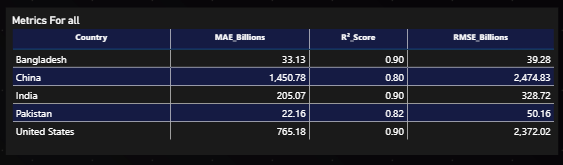 Metrics For all
Country MAE_Billions R²_Score RMSE_Billions
Bangladesh 33.13 0.90 39.28
China 1,450.78 0.80 2,474.83
India 205.07 0.90 328.72
Pakistan 22.16 0.82 50.16
United States 765.18 0.90 2,372.02